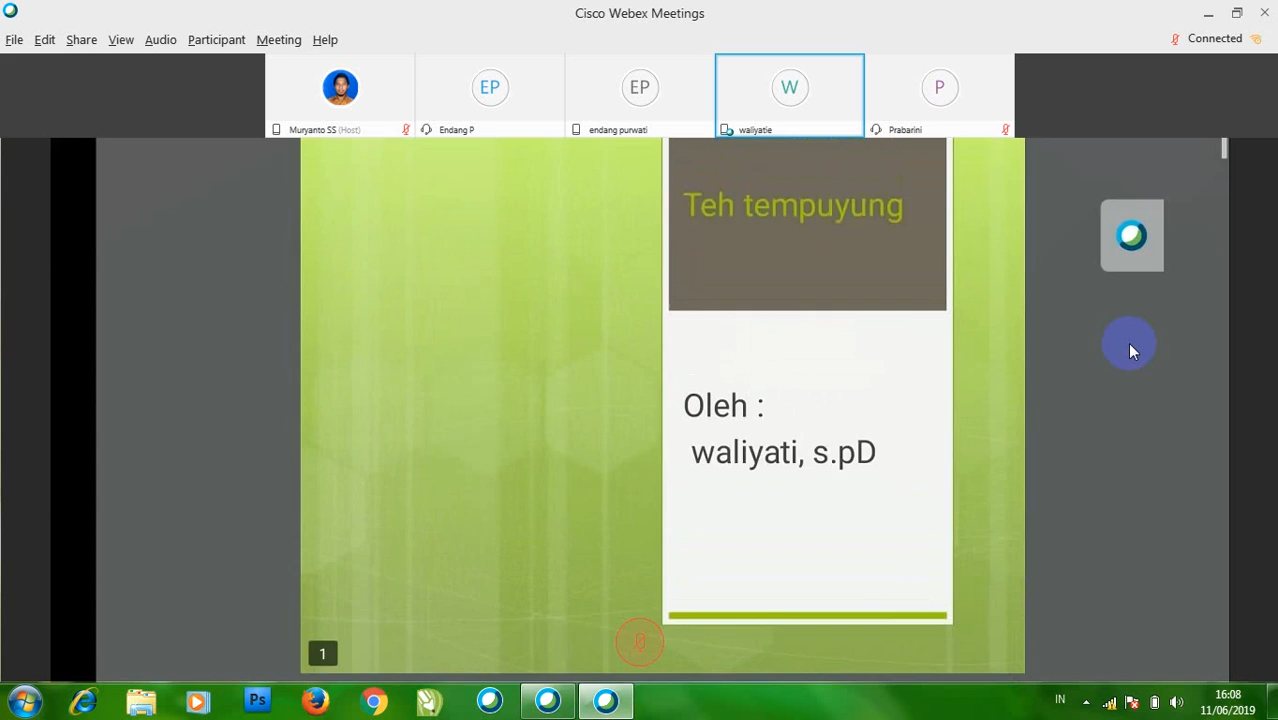 Cisco Webex Meetings
File Edit Share View Audio Participant Meeting Help
Connected
EP EP W P
Muryanto SS (Host) Endang P endang purwati waliyatie Prabarini
Teh tempuyung
Oleh :
waliyati, s.pD
1
Ps
IN
16:08
11/06/2019